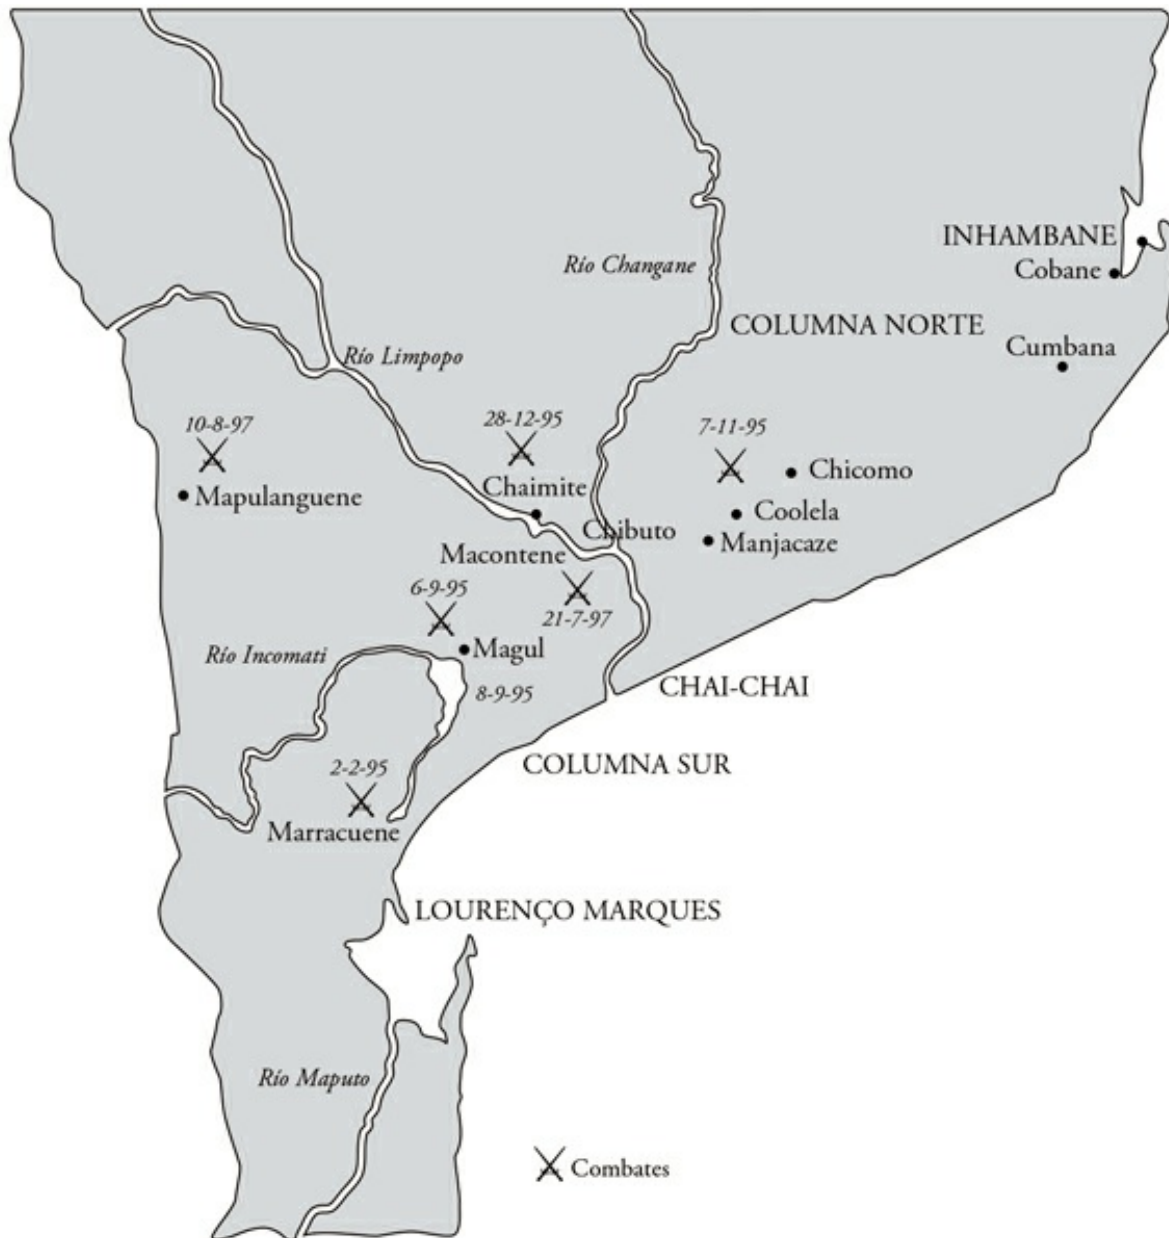 INHAMBANE
Río Changane
Cobane
COLUMNA NORTE
Cumbana
Río Limpopo
10-8-97
28-12-95
7-11-95
Chicomo
Mapulanguene
Chaimite
Coolela
Chibuto
Manjacaze
Macontene
6-9-95
21-7-97
Río Incomati
Magul
CHAI-CHAI
8-9-95
COLUMNA SUR
2-2-95
Marracuene
LOURENÇO MARQUES
Río Maputo
Combates